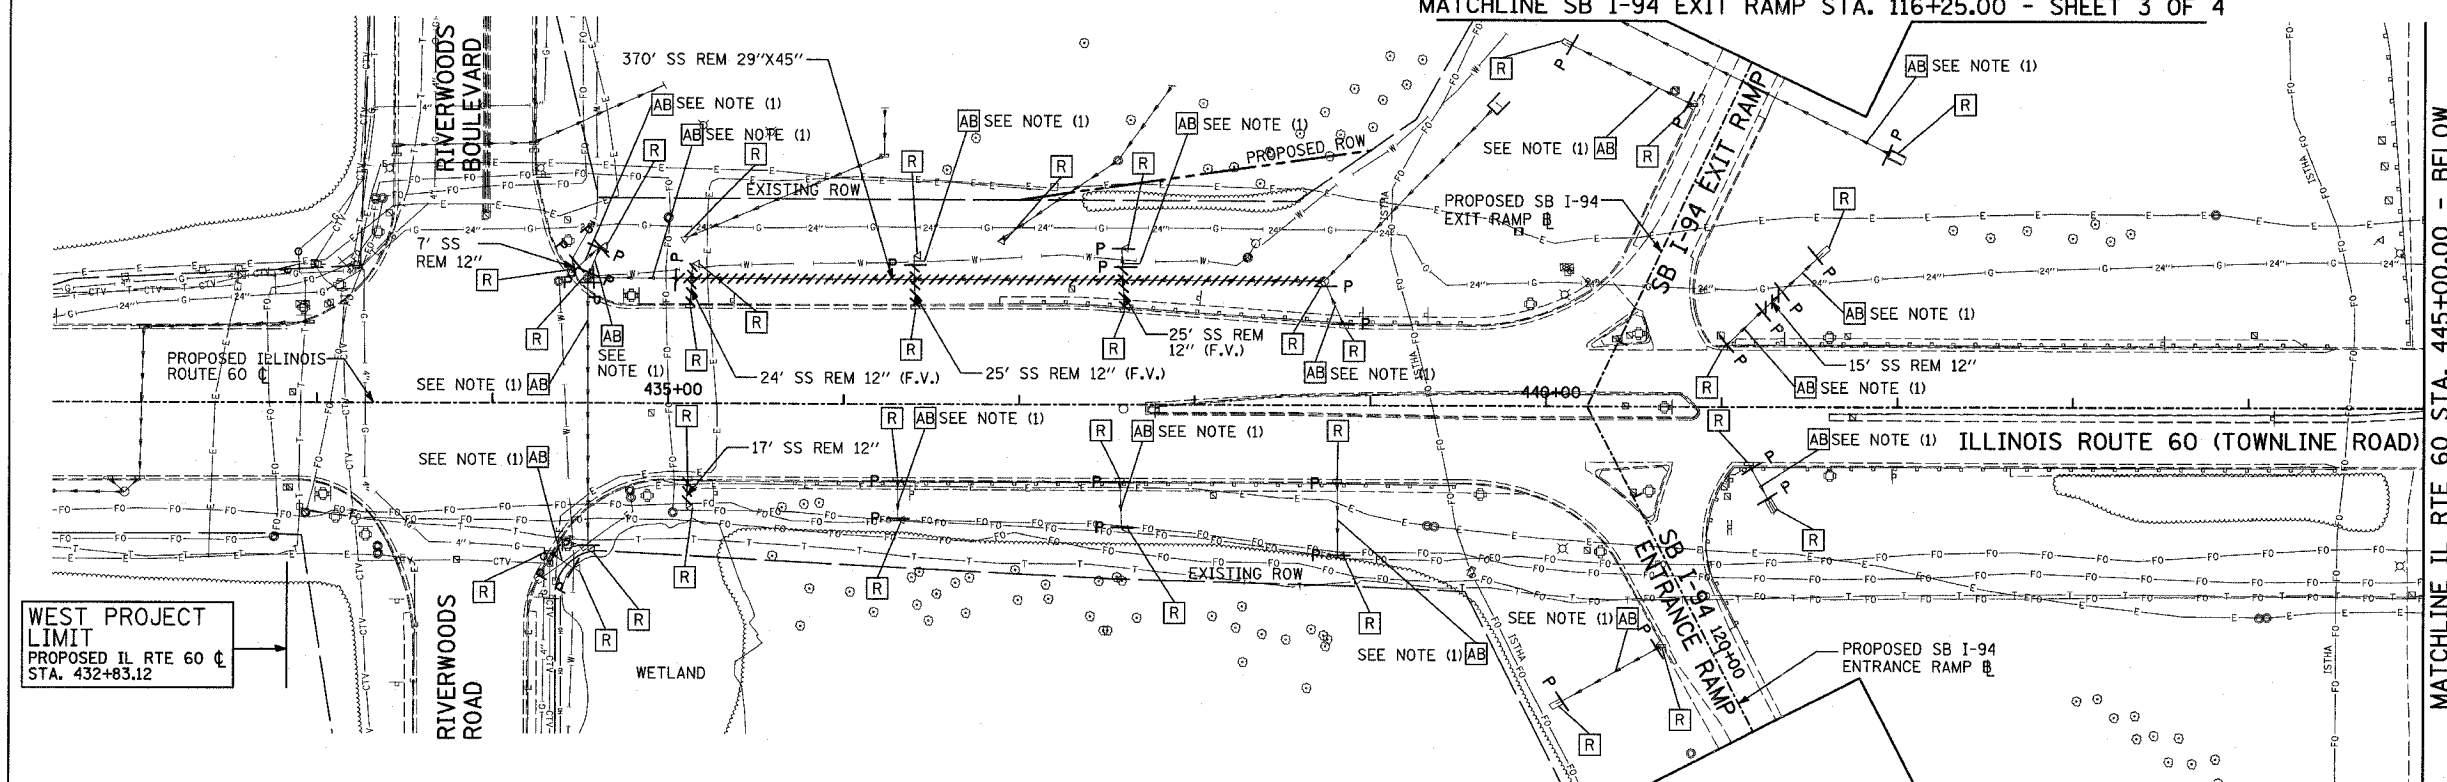 MATCHLINE SB I-94 EXIT RAMP STA. 116+25.00 - SHEET 3 OF 4
RIVERWOODS
BOULEVARD
370' SS REM 29"X45"
AB SEE NOTE (1)
AB SEE NOTE (1)
R
R
AB SEE NOTE (1)
R
R
AB SEE NOTE (1)
R
PROPOSED ROW
EXISTING ROW
R
AB SEE NOTE (1)
R
SEE NOTE (1) AB
R
SB I-94 EXIT RAMP
PROPOSED SB I-94
EXIT RAMP
R
7' SS
REM 12"
R
R
AB
SEE
NOTE (1)
R
R
24' SS REM 12" (F.V.)
R
25' SS REM 12" (F.V.)
R
25' SS REM
12" (F.V.)
R
R
AB SEE NOTE (1)
AB SEE NOTE (1)
15' SS REM 12"
R
AB SEE NOTE (1)
PROPOSED ILLINOIS
ROUTE 60 ℄
SEE NOTE (1) AB
435+00
440+00
R
R
AB SEE NOTE (1)
R
AB SEE NOTE (1)
R
R
AB SEE NOTE (1)
ILLINOIS ROUTE 60 (TOWNLINE ROAD)
SEE NOTE (1) AB
17' SS REM 12"
R
R
R
R
R
R
R
R
EXISTING ROW
R
SEE NOTE (1) AB
SEE NOTE (1) AB
R
R
SB I-94
ENTRANCE RAMP
120+00
PROPOSED SB I-94
ENTRANCE RAMP
WETLAND
WEST PROJECT
LIMIT
PROPOSED IL RTE 60 ℄
STA. 432+83.12
RIVERWOODS
ROAD
MATCHLINE IL RTE 60 STA. 445+00.00 - BELOW